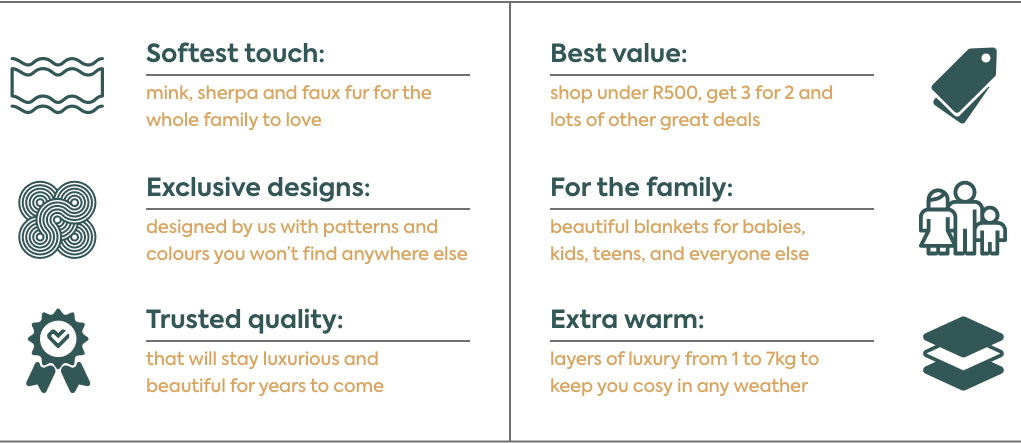 Softest touch:
mink, sherpa and faux fur for the
whole family to love
Exclusive designs:
designed by us with patterns and
colours you won't find anywhere else
Trusted quality:
that will stay luxurious and
beautiful for years to come
Best value:
shop under R500, get 3 for 2 and
lots of other great deals
For the family:
beautiful blankets for babies,
kids, teens, and everyone else
Extra warm:
layers of luxury from 1 to 7kg to
keep you cosy in any weather